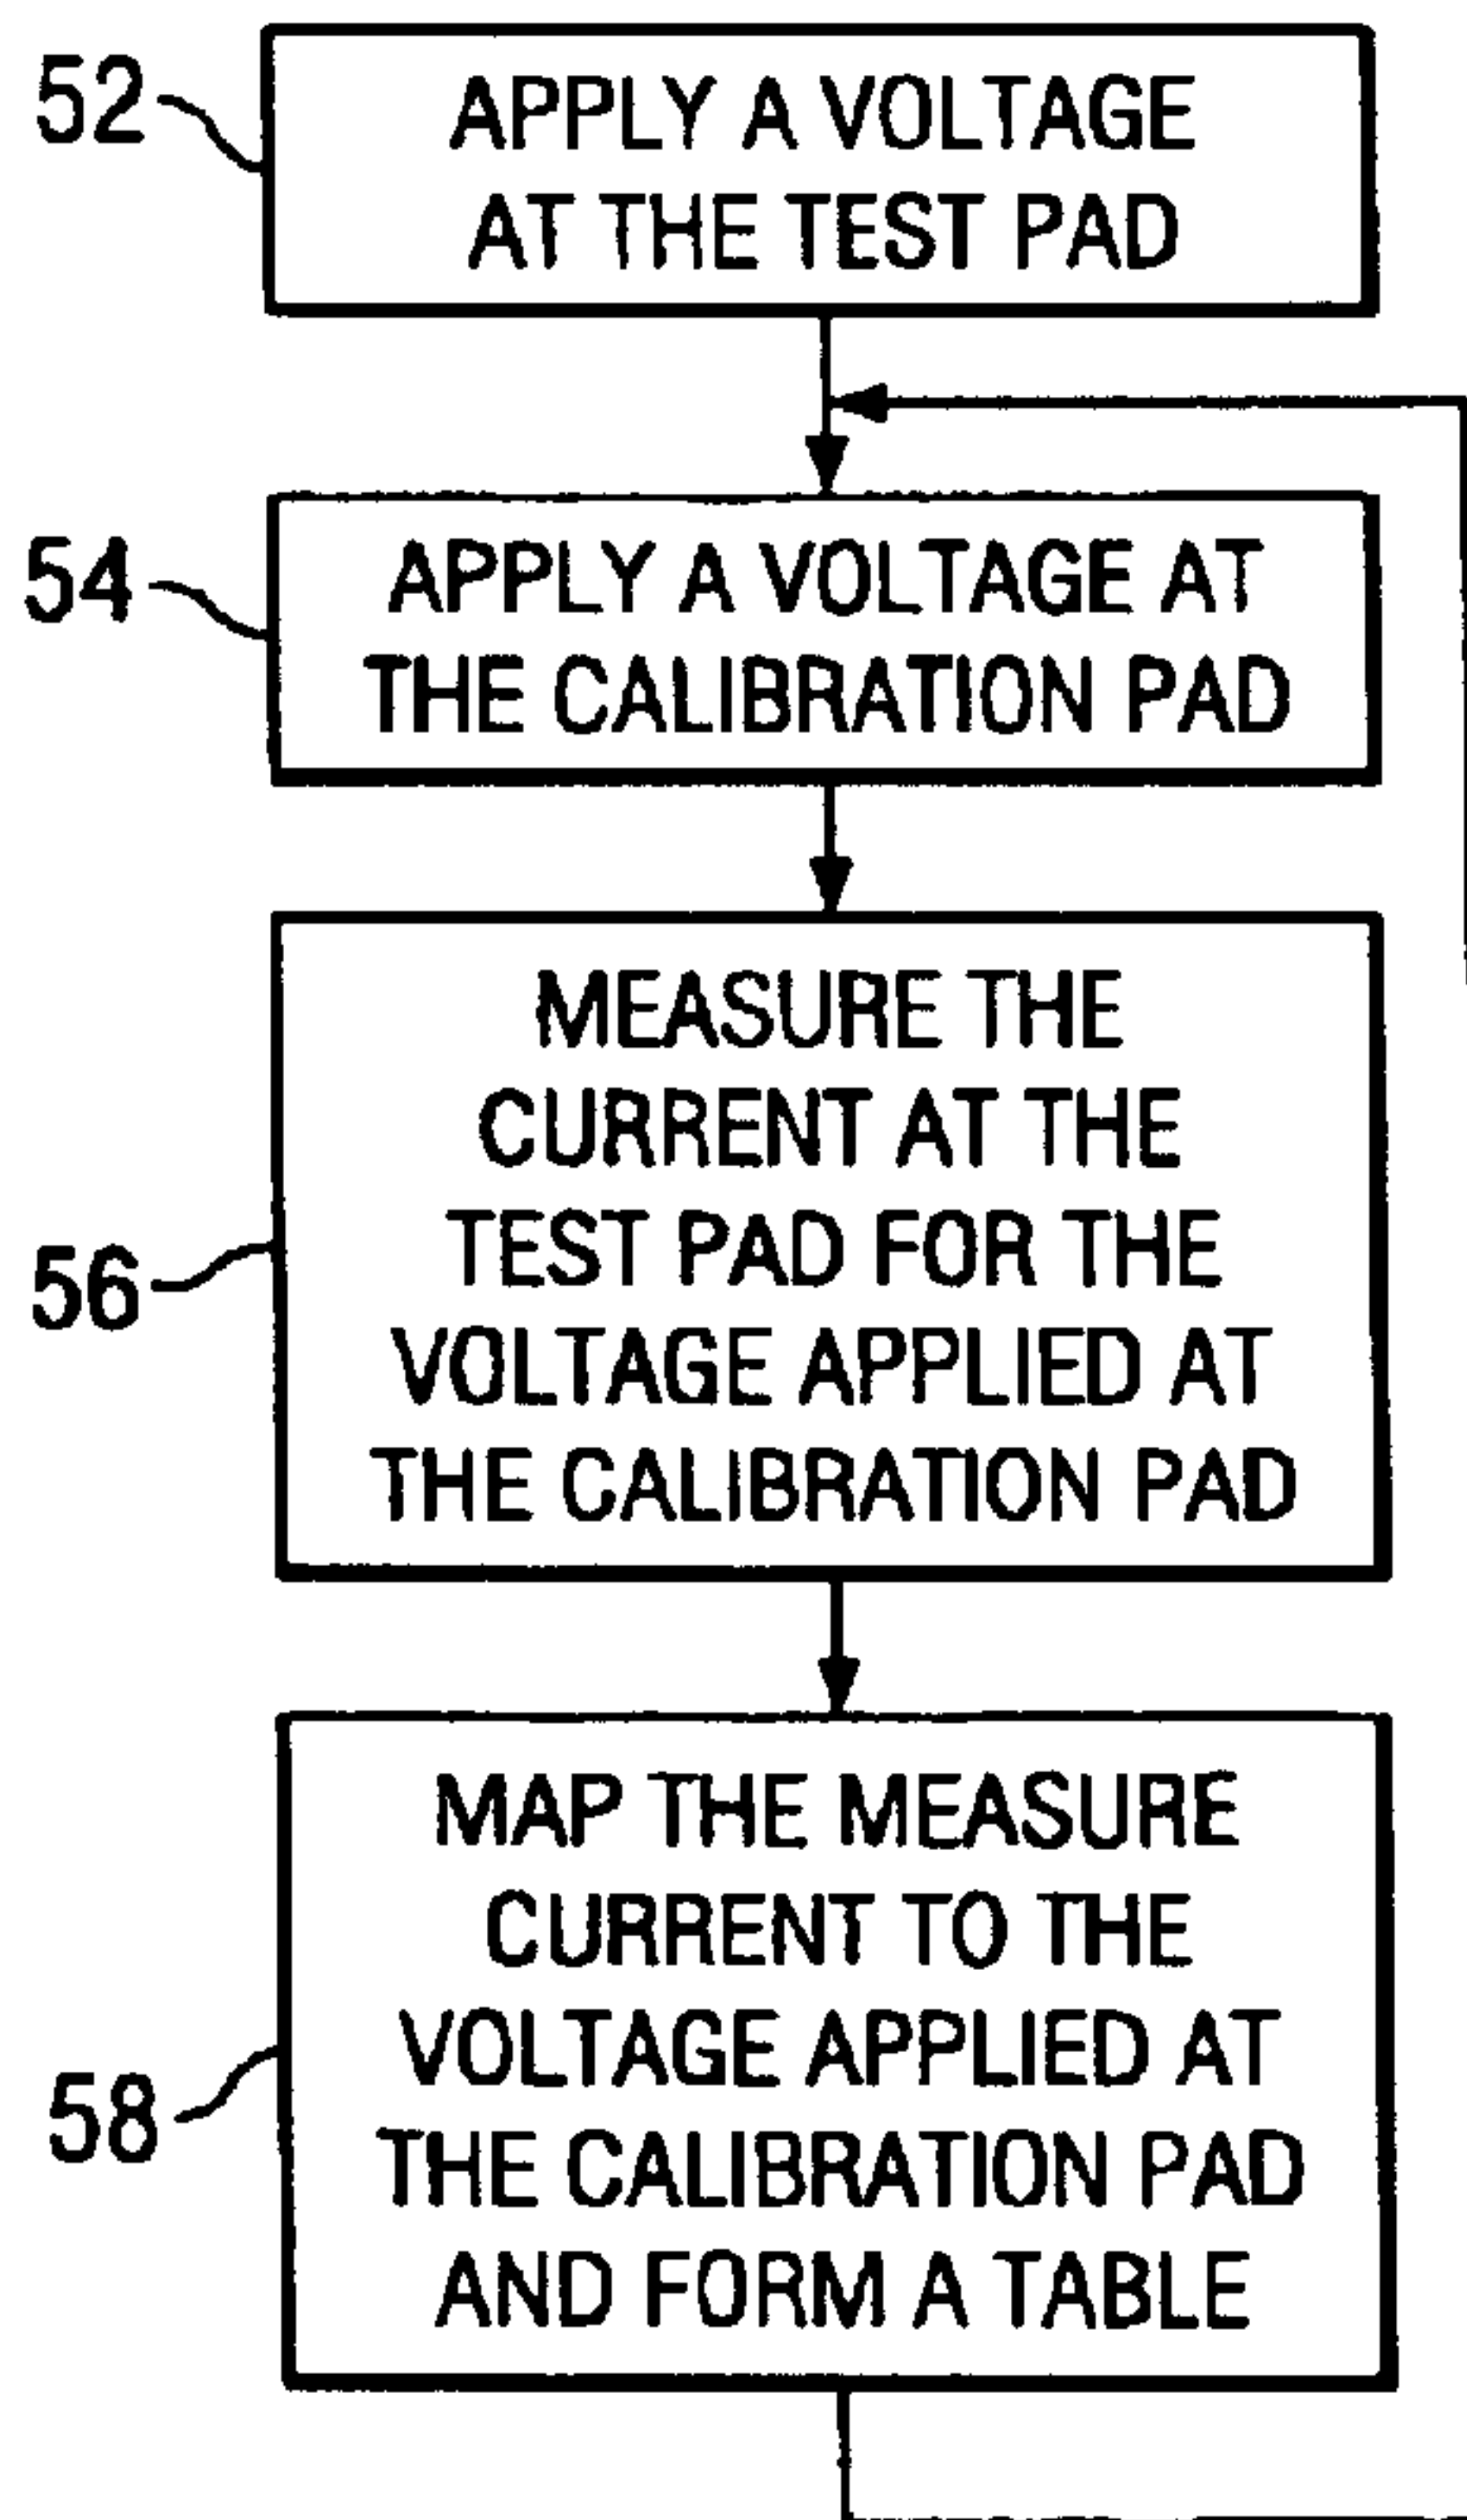 52
APPLY A VOLTAGE
AT THE TEST PAD
54
APPLY A VOLTAGE AT
THE CALIBRATION PAD
MEASURE THE
CURRENT AT THE
TEST PAD FOR THE
56
VOLTAGE APPLIED AT
THE CALIBRATION PAD
MAP THE MEASURE
CURRENT TO THE
VOLTAGE APPLIED AT
58
THE CALIBRATION PAD
AND FORM A TABLE